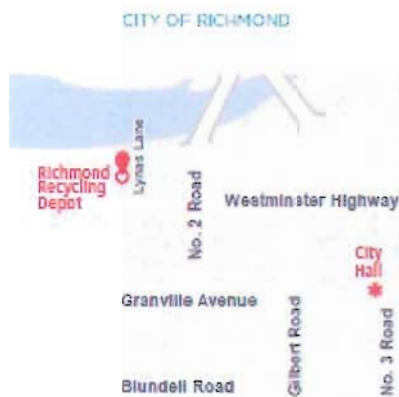 CITY OF RICHMOND
Lynas Lane
Richmond
Recycling
Depot
No. 2 Road
Westminster Highway
City
Hall
Granville Avenue
Gilbert Road
No. 3 Road
Blundell Road